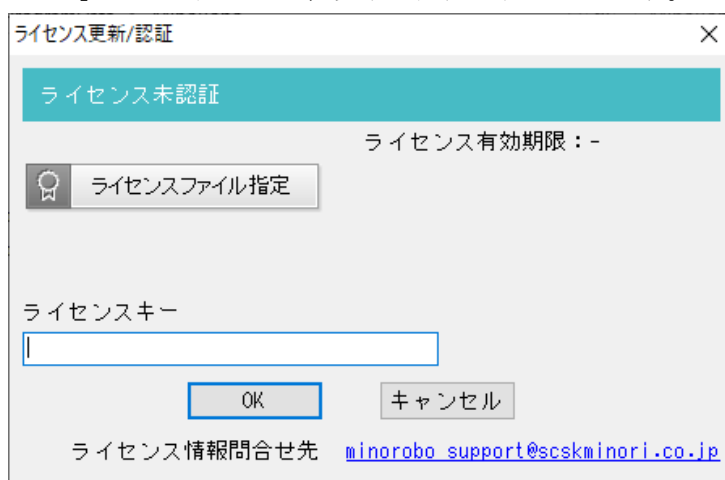 ライセンス更新/認証
ライセンス未認証
ライセンス有効期限：-
ライセンスファイル指定
ライセンスキー
OK
キャンセル
ライセンス情報問合せ先 minorobo_support@scskminori.co.jp